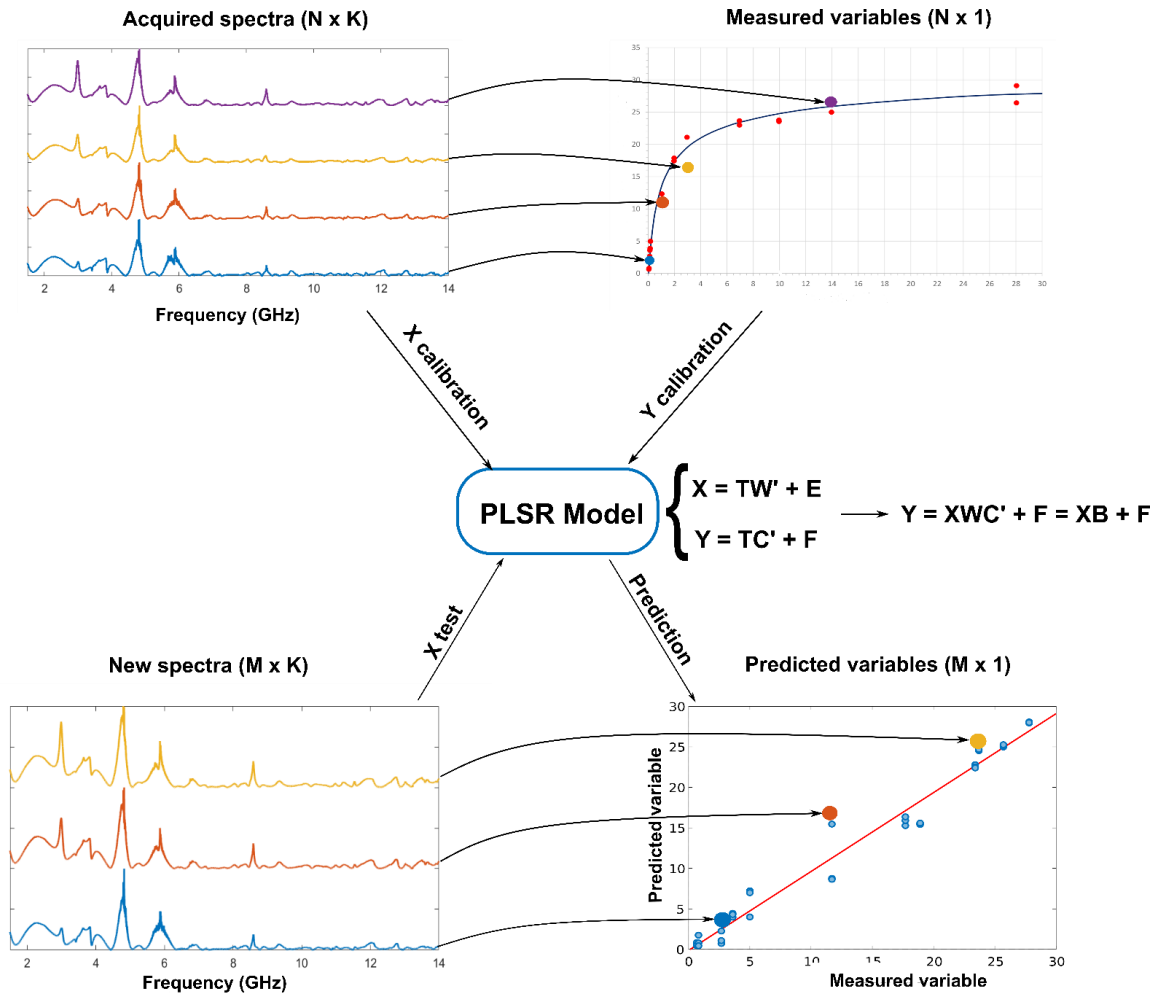 Acquired spectra (N x K)
Measured variables (N x 1)
35
30
25
20
15
10
5
0
0 2 4 6 8 10 12 14 16 18 20 22 24 26 28 30
2 4 6 8 10 12 14
Frequency (GHz)
X calibration
Y calibration
PLSR Model
X = TW' + E
Y = TC' + F
Y = XWC' + F = XB + F
X test
Prediction
New spectra (M x K)
Predicted variables (M x 1)
2 4 6 8 10 12 14
Frequency (GHz)
Predicted variable
30
25
20
15
10
5
0
0 5 10 15 20 25 30
Measured variable